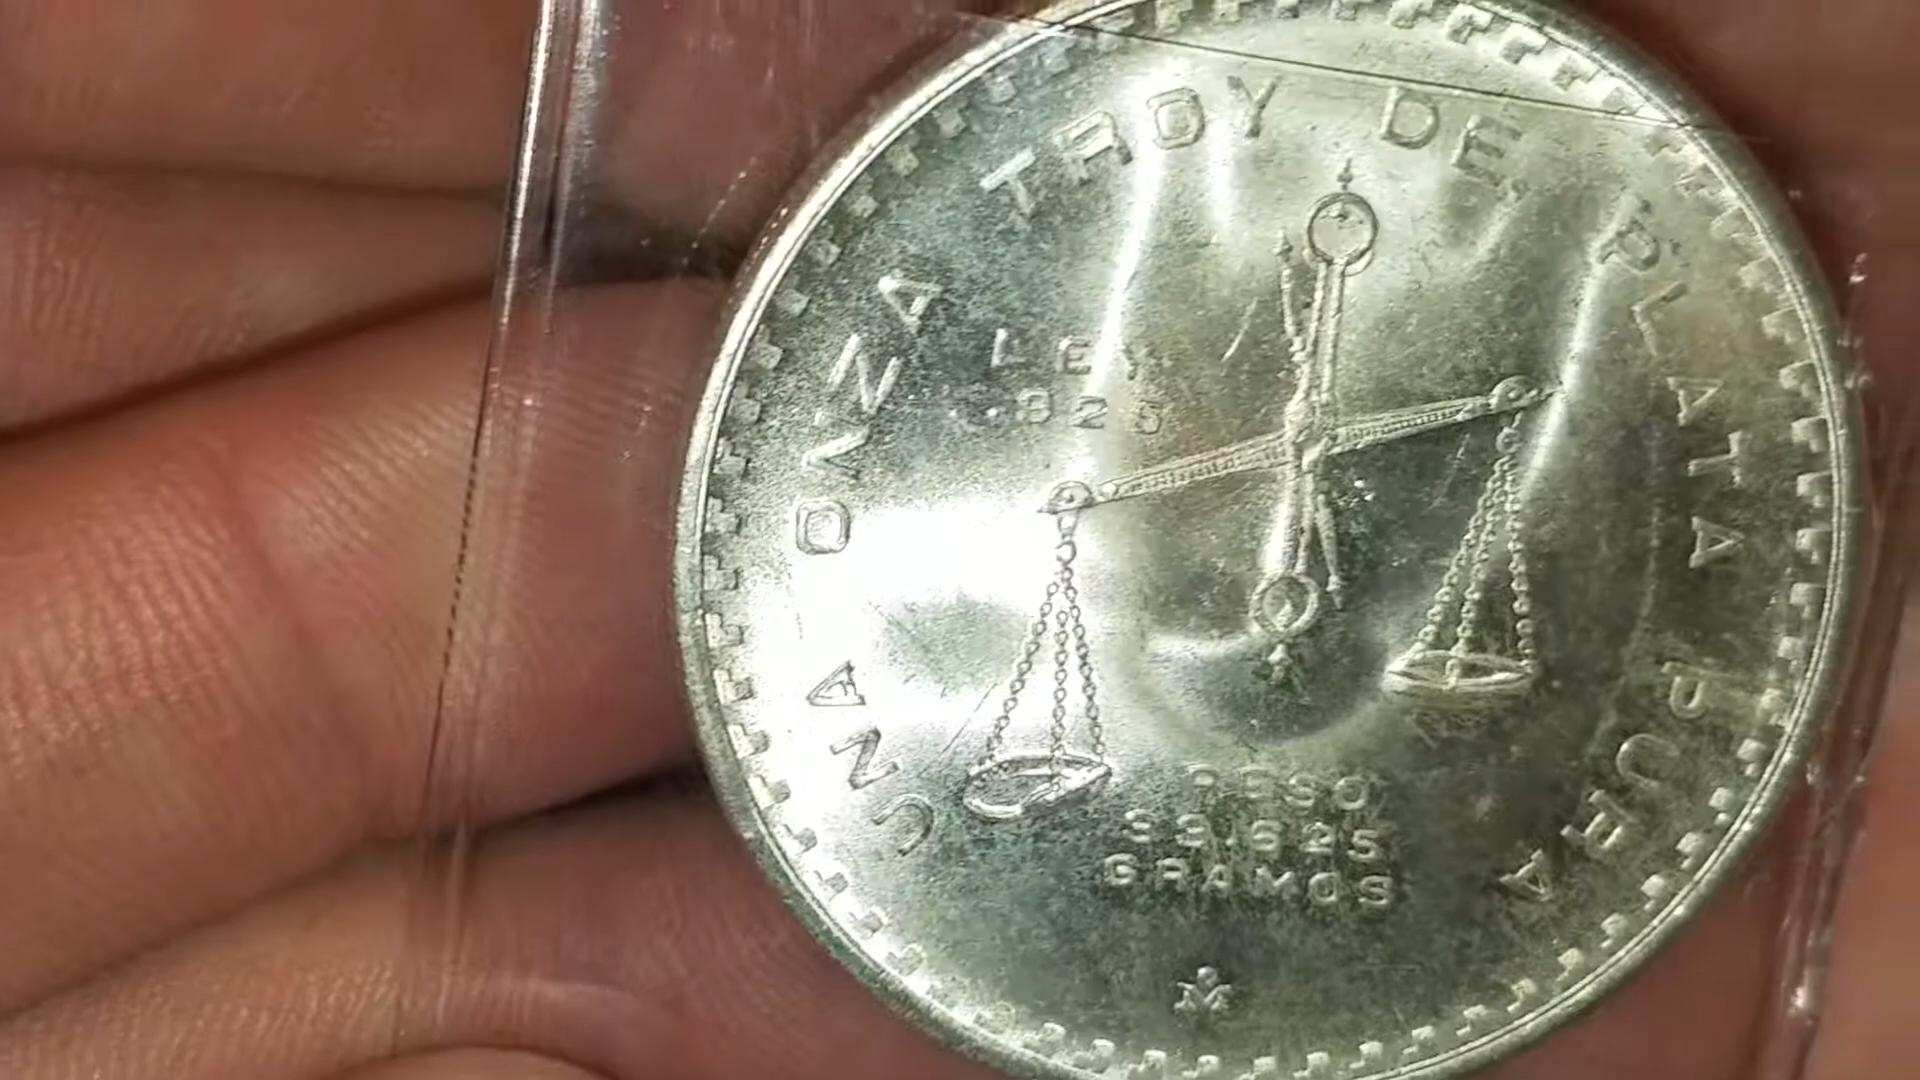 UNA ONZA TROY DE PLATA PURA
LEY
.925
PESO
33.625
GRAMOS